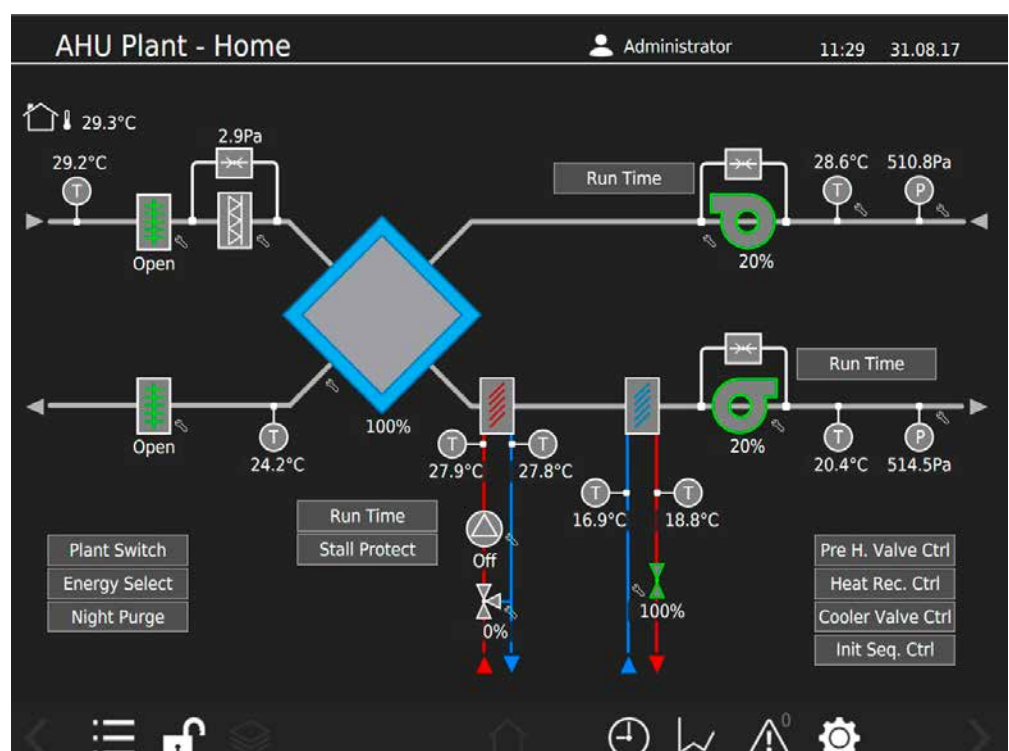 AHU Plant - Home
Administrator
11:29 31.08.17
29.3°C
2.9Pa
29.2°C
T
Open
Run Time
28.6°C 510.8Pa
T P
20%
Run Time
Open
T
24.2°C
100%
T T
27.9°C 27.8°C
20%
T P
20.4°C 514.5Pa
T T
16.9°C 18.8°C
Run Time
Stall Protect
Off
0%
100%
Plant Switch
Energy Select
Night Purge
Pre H. Valve Ctrl
Heat Rec. Ctrl
Cooler Valve Ctrl
Init Seq. Ctrl
0